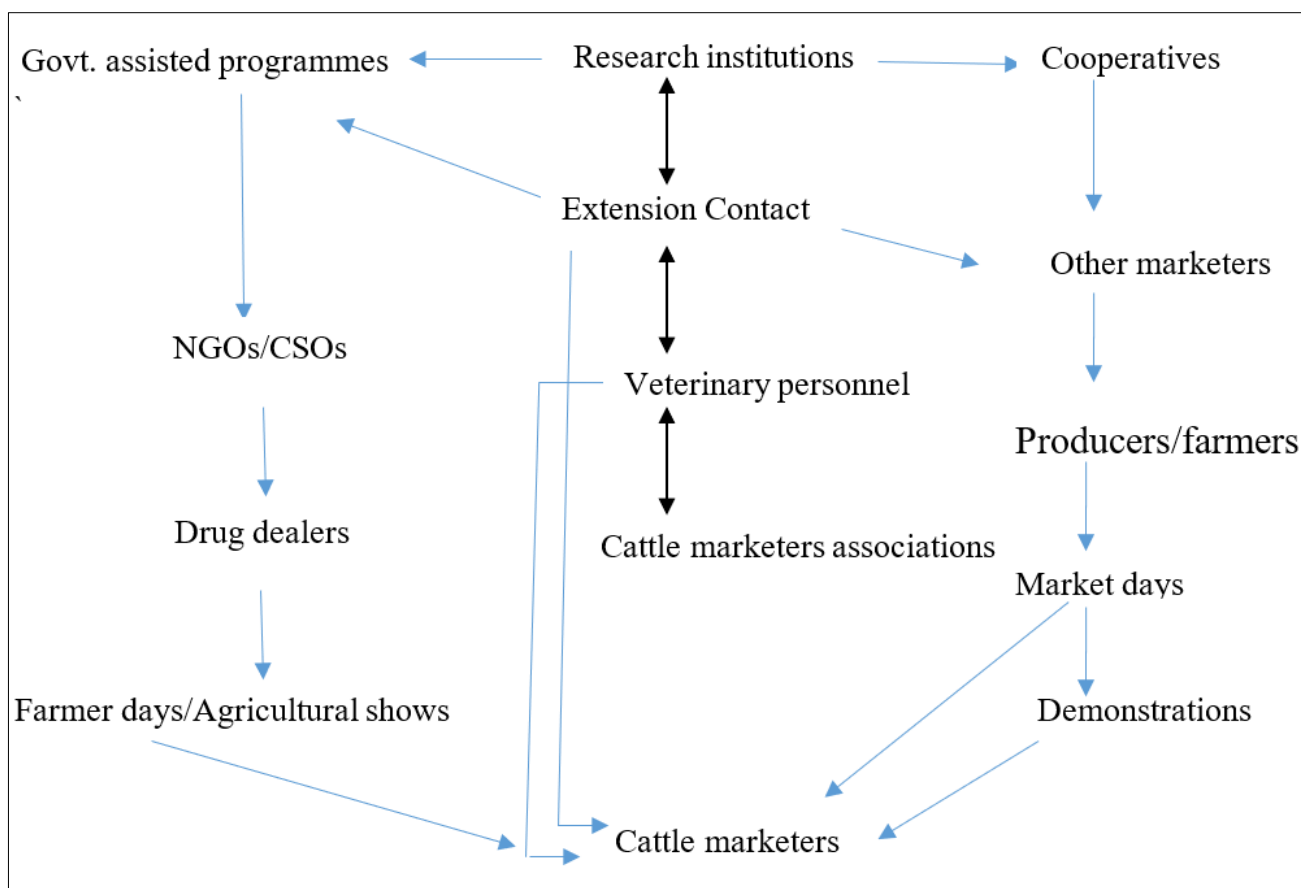 Govt. assisted programmes
Research institutions
Cooperatives
`
Extension Contact
Other marketers
NGOs/CSOs
Veterinary personnel
Producers/farmers
Drug dealers
Cattle marketers associations
Market days
Farmer days/Agricultural shows
Demonstrations
Cattle marketers